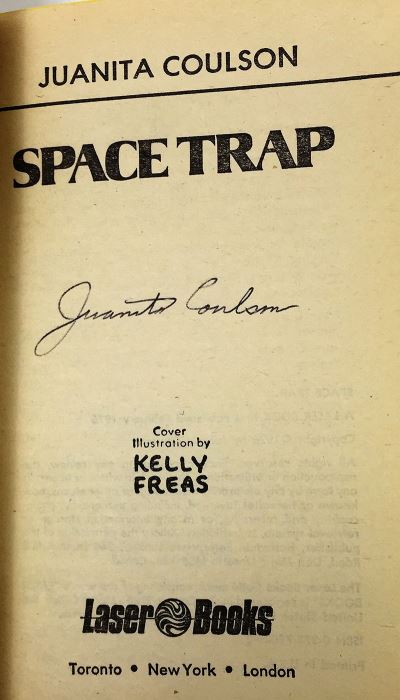 JUANITA COULSON
SPACE TRAP
Juanita Coulson
Cover
Illustration by
KELLY
FREAS
Laser Books
Toronto • New York • London